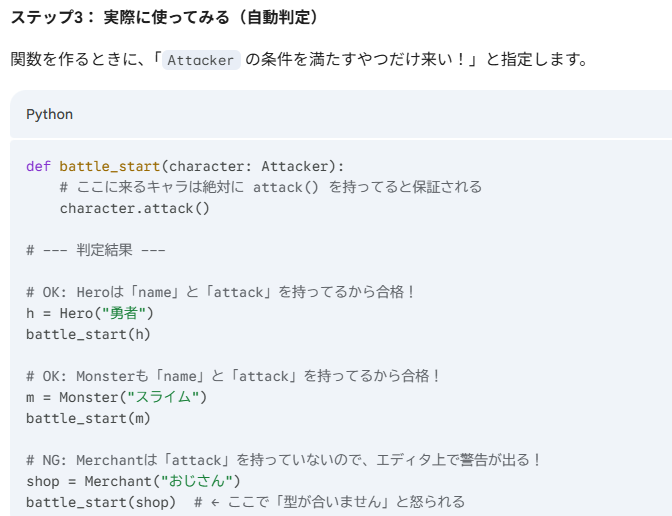 ステップ3： 実際に使ってみる（自動判定）
関数を作るときに、「Attacker の条件を満たすやつだけ来い！」と指定します。
Python
def battle_start(character: Attacker):
    # ここに来るキャラは絶対に attack() を持ってると保証される
    character.attack()
# --- 判定結果 ---
# OK: Heroは「name」と「attack」を持ってるから合格！
h = Hero("勇者")
battle_start(h)
# OK: Monsterも「name」と「attack」を持ってるから合格！
m = Monster("スライム")
battle_start(m)
# NG: Merchantは「attack」を持っていないので、エディタ上で警告が出る！
shop = Merchant("おじさん")
battle_start(shop)  # ← ここで「型が合いません」と怒られる